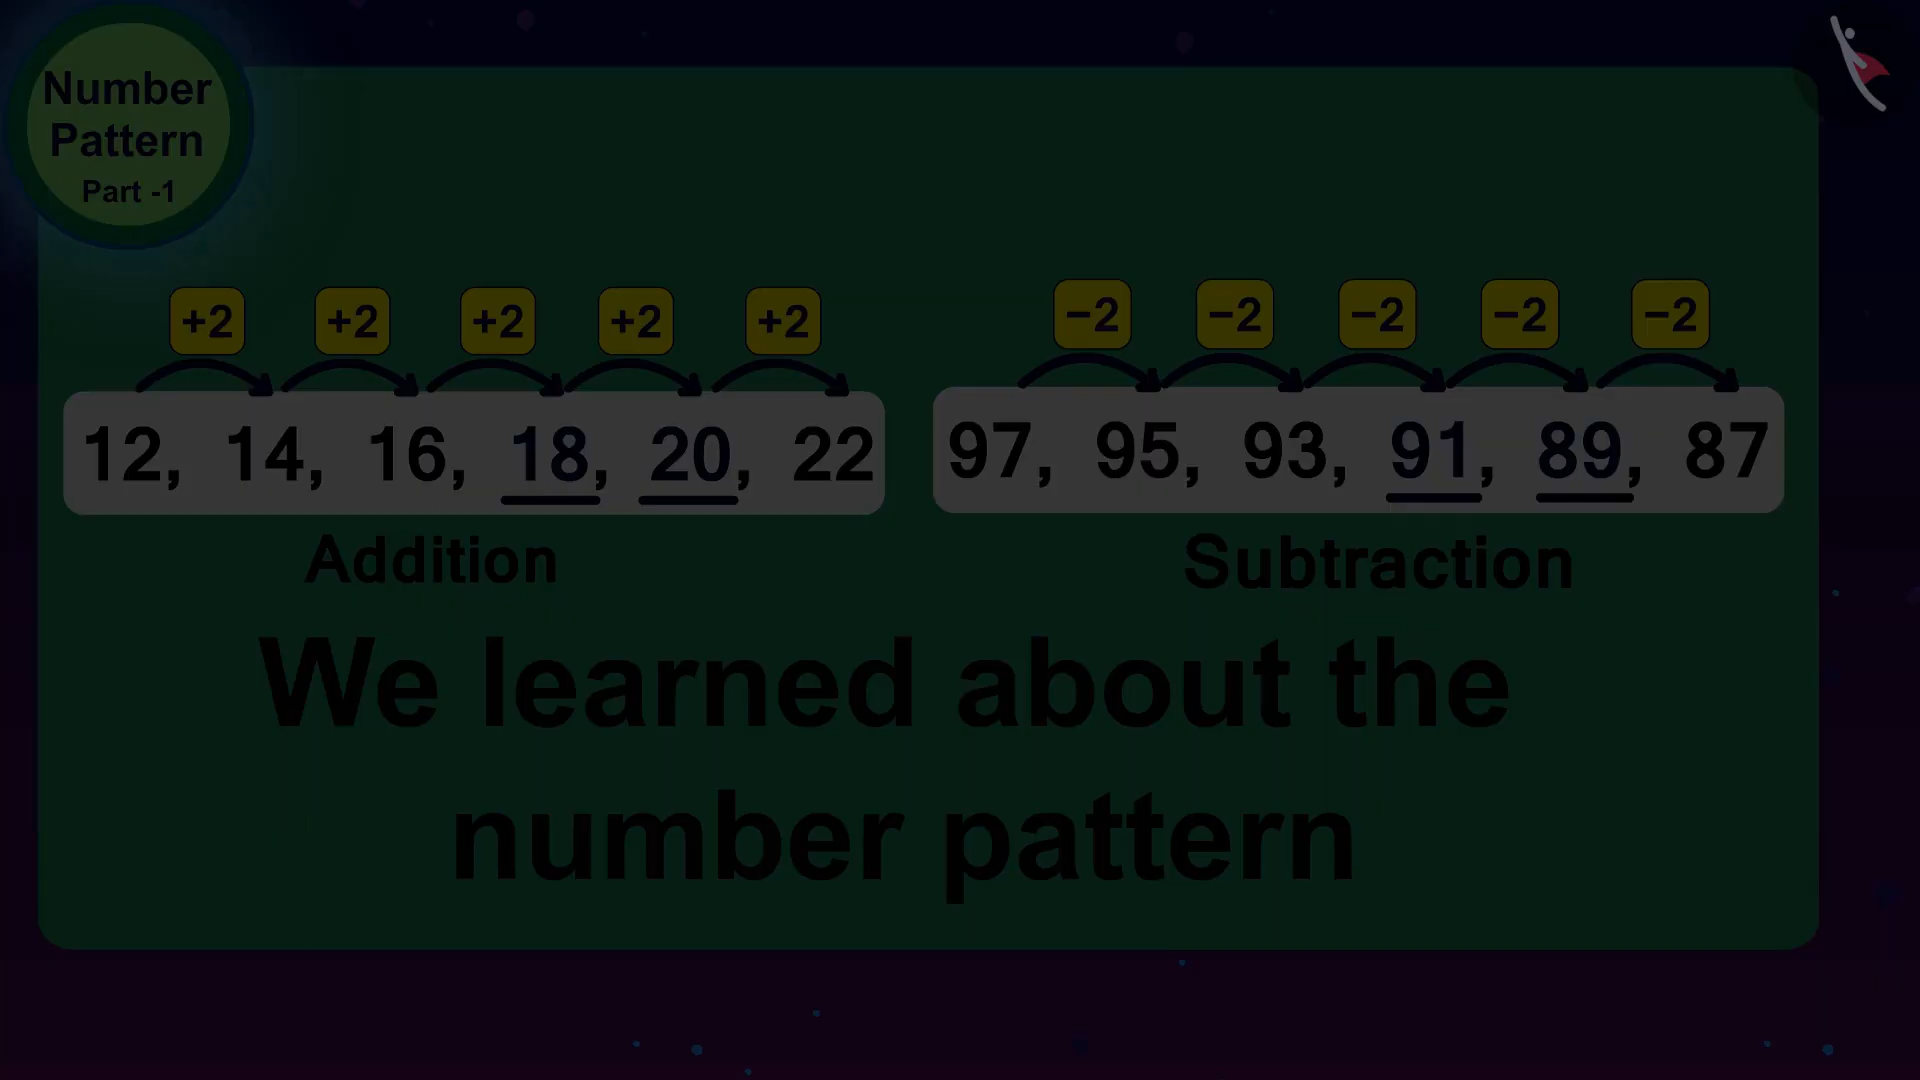 Number
Pattern
Part -1
+2 +2 +2 +2 +2
12, 14, 16, 18, 20, 22
Addition
−2 −2 −2 −2 −2
97, 95, 93, 91, 89, 87
Subtraction
We learned about the
number pattern